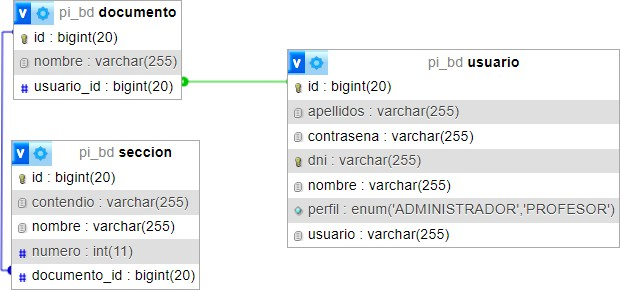 v pi_bd documento
id : bigint(20)
nombre : varchar(255)
# usuario_id : bigint(20)
v pi_bd usuario
id : bigint(20)
apellidos : varchar(255)
contrasena : varchar(255)
dni : varchar(255)
nombre : varchar(255)
perfil : enum('ADMINISTRADOR','PROFESOR')
usuario : varchar(255)
v pi_bd seccion
id : bigint(20)
contendio : varchar(255)
nombre : varchar(255)
# numero : int(11)
# documento_id : bigint(20)